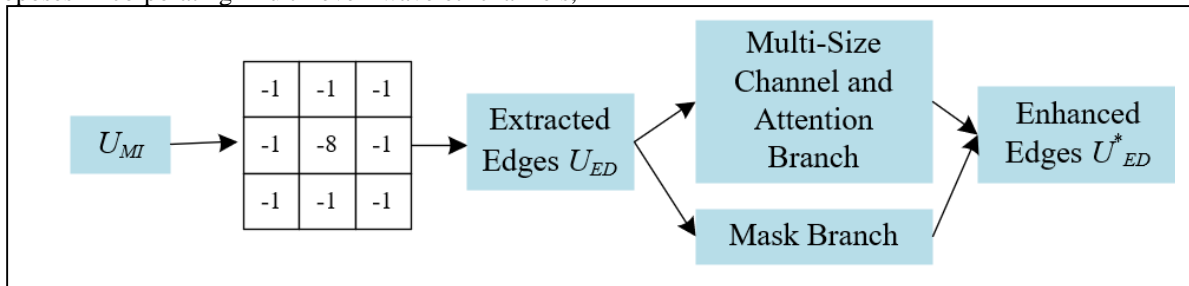 U_MI
-1 -1 -1
-1 -8 -1
-1 -1 -1
Extracted
Edges U_ED
Multi-Size
Channel and
Attention
Branch
Mask Branch
Enhanced
Edges U*_ED